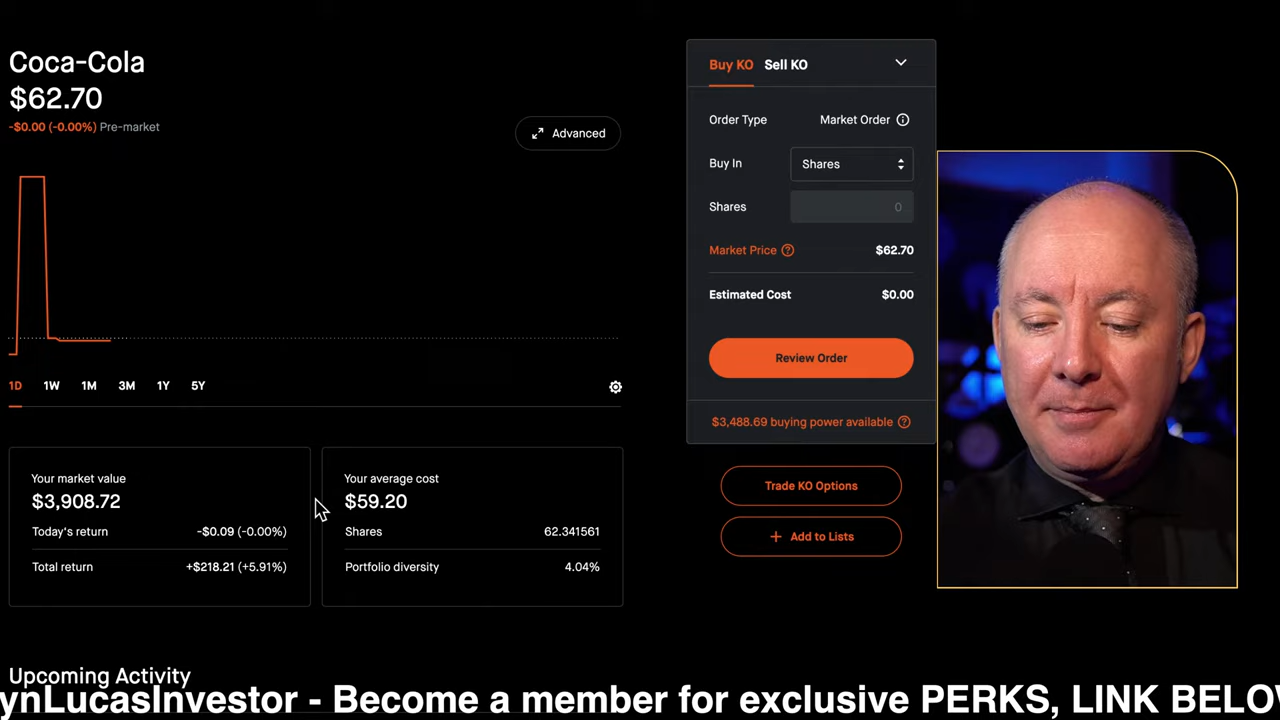 Coca-Cola
$62.70
-$0.00 (-0.00%) Pre-market
Advanced
1D 1W 1M 3M 1Y 5Y
Your market value
$3,908.72
Today's return -$0.09 (-0.00%)
Total return +$218.21 (+5.91%)
Your average cost
$59.20
Shares 62.341561
Portfolio diversity 4.04%
Upcoming Activity
Buy KO Sell KO
Order Type Market Order
Buy In Shares
Shares 0
Market Price $62.70
Estimated Cost $0.00
Review Order
$3,488.69 buying power available
Trade KO Options
+ Add to Lists
ynLucasInvestor - Become a member for exclusive PERKS, LINK BELO